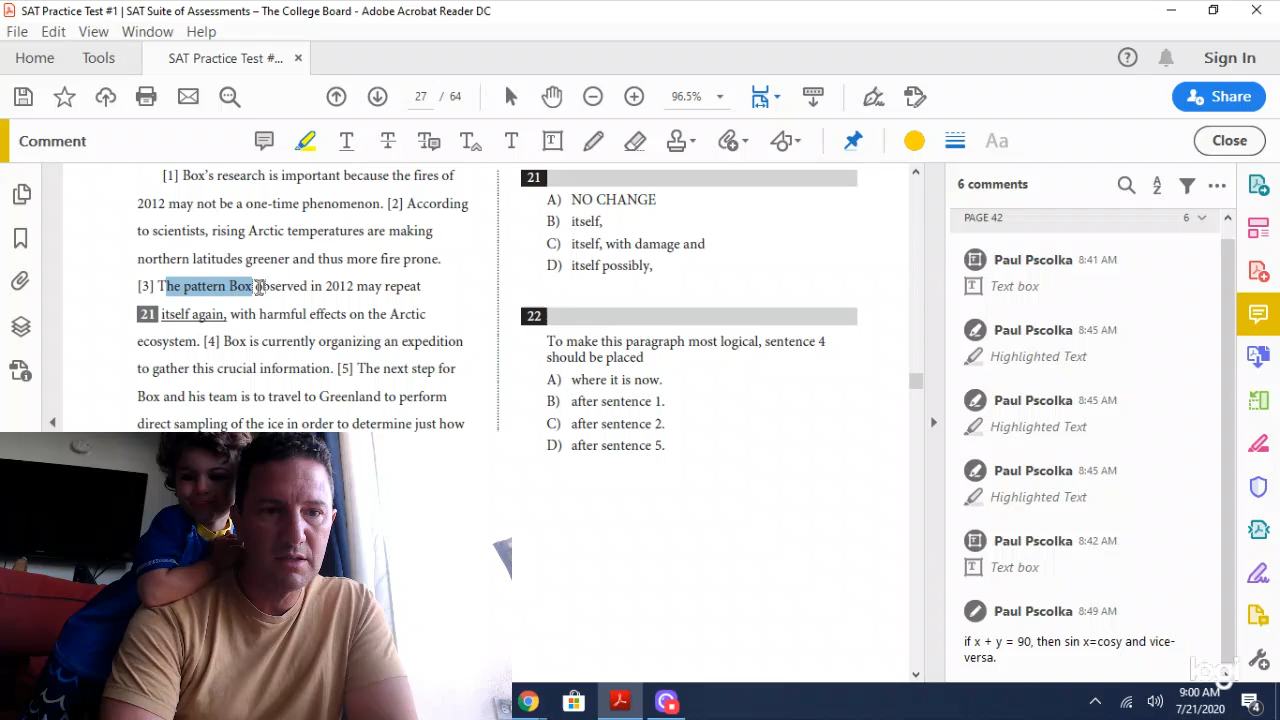 SAT Practice Test #1 | SAT Suite of Assessments – The College Board - Adobe Acrobat Reader DC
File Edit View Window Help
Home Tools SAT Practice Test #... Sign In
27 / 64 96.5% Share
Comment Close
[1] Box's research is important because the fires of
2012 may not be a one-time phenomenon. [2] According
to scientists, rising Arctic temperatures are making
northern latitudes greener and thus more fire prone.
[3] The pattern Box observed in 2012 may repeat
21 itself again, with harmful effects on the Arctic
ecosystem. [4] Box is currently organizing an expedition
to gather this crucial information. [5] The next step for
Box and his team is to travel to Greenland to perform
direct sampling of the ice in order to determine just how
21
A) NO CHANGE
B) itself,
C) itself, with damage and
D) itself possibly,
22
To make this paragraph most logical, sentence 4
should be placed
A) where it is now.
B) after sentence 1.
C) after sentence 2.
D) after sentence 5.
6 comments
PAGE 42 6
Paul Pscolka 8:41 AM
Text box
Paul Pscolka 8:45 AM
Highlighted Text
Paul Pscolka 8:45 AM
Highlighted Text
Paul Pscolka 8:45 AM
Highlighted Text
Paul Pscolka 8:42 AM
Text box
Paul Pscolka 8:49 AM
if x + y = 90, then sin x=cosy and vice-
versa.
logi
9:00 AM
7/21/2020
4